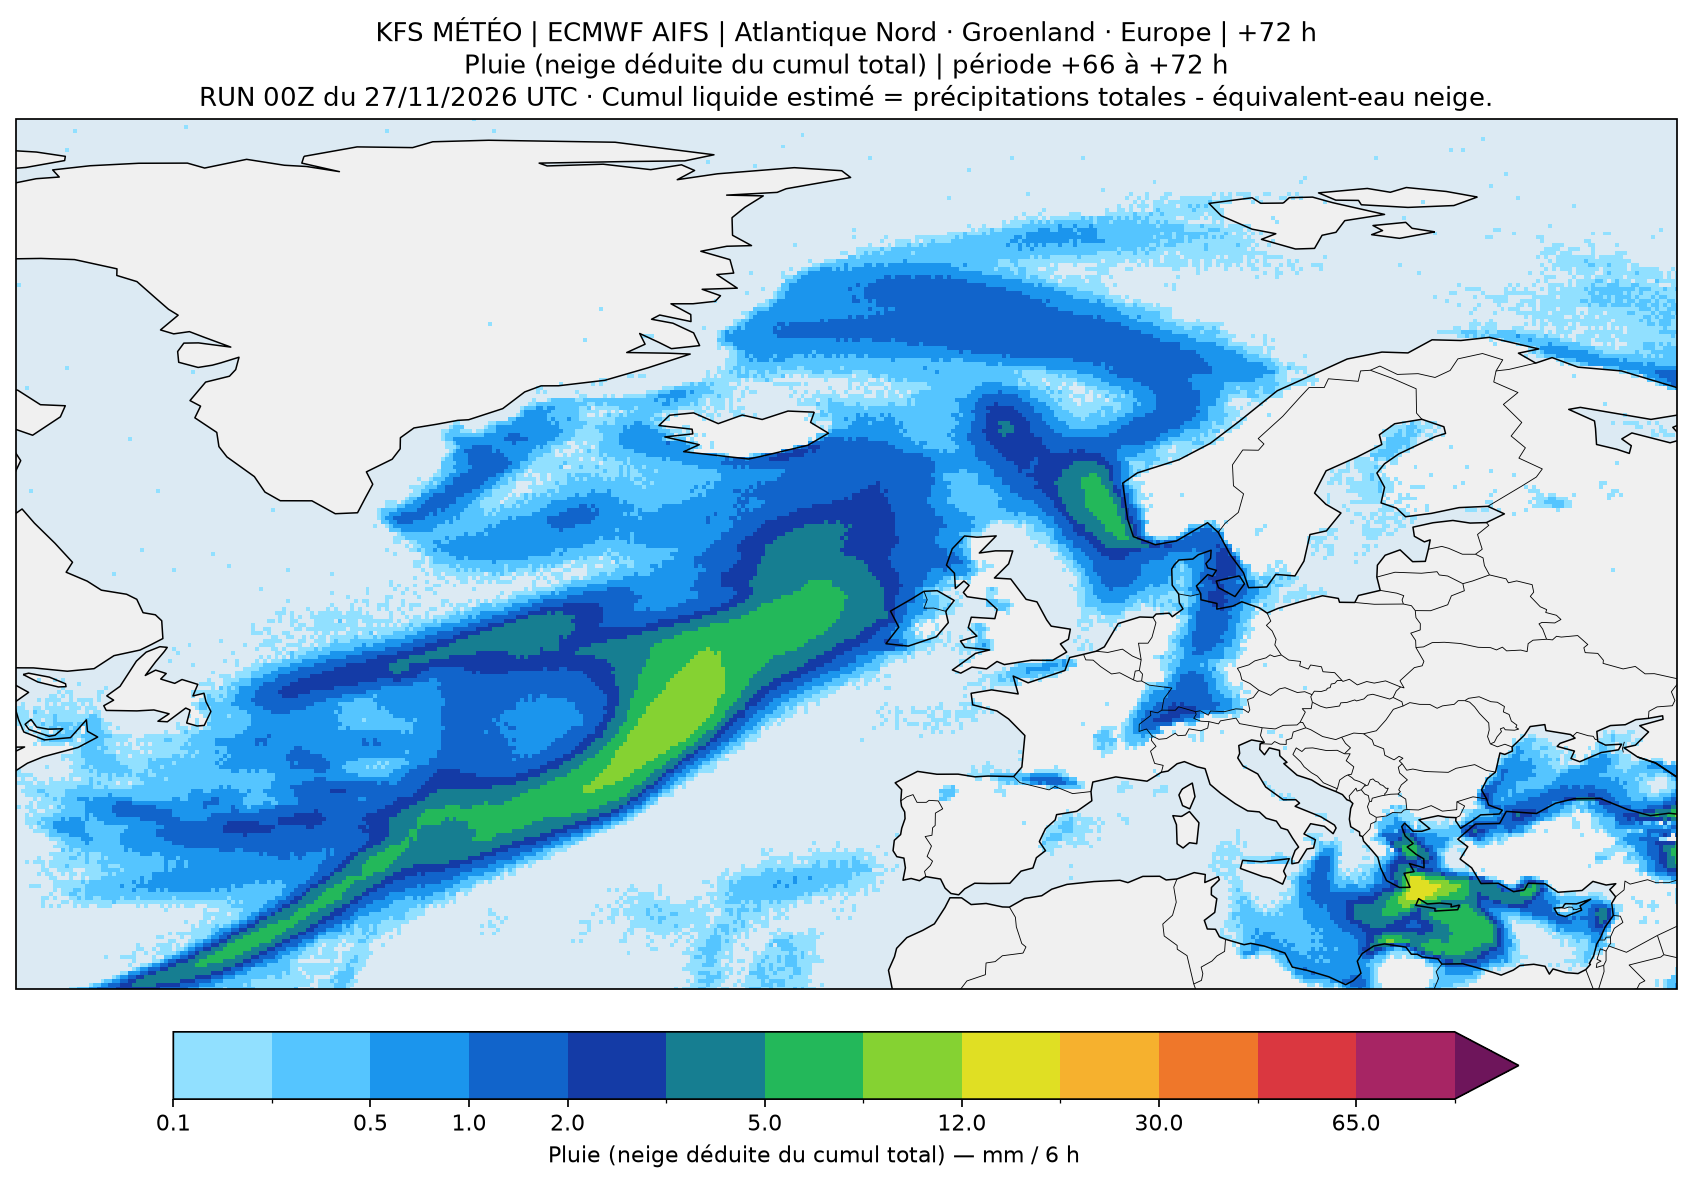 KFS MÉTÉO | ECMWF AIFS | Atlantique Nord · Groenland · Europe | +72 h
Pluie (neige déduite du cumul total) | période +66 à +72 h
RUN 00Z du 27/11/2026 UTC · Cumul liquide estimé = précipitations totales - équivalent-eau neige.
0.1 0.5 1.0 2.0 5.0 12.0 30.0 65.0
Pluie (neige déduite du cumul total) — mm / 6 h